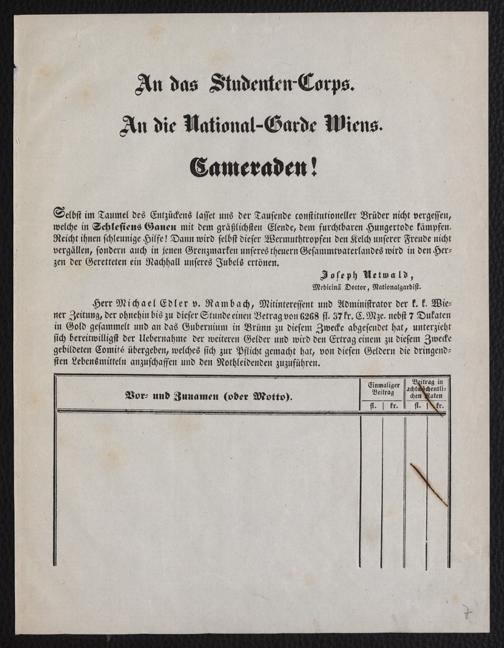 An das Studenten-Corps.
An die National-Garde Wiens.
Cameraden!
Selbst im Taumel des Entzückens lasset uns der Tausende constitutioneller Brüder nicht vergessen,
welche in Schlesiens Gauen mit dem gräßlichsten Elende, dem furchtbaren Hungertode kämpfen.
Reicht ihnen schleunige Hilfe! Dann wird selbst dieser Wermuthtropfen den Kelch unserer Freude nicht
vergällen, sondern auch in jenen Grenzmarken unseres theuern Gesammtvaterlandes wird in den Her-
zen der Geretteten ein Nachhall unseres Jubels ertönen.
Joseph Netwald,
Medicinä Doctor, Nationalgardist.
Herr Michael Edler v. Rambach, Mitinteressent und Administrator der k. k. Wie-
ner Zeitung, der ohnehin bis zu dieser Stunde einen Betrag von 6268 fl. 57 kr. C. Mze. nebst 7 Dukaten
in Gold gesammelt und an das Gubernium in Brünn zu diesem Zwecke abgesendet hat, unterzieht
sich bereitwilligst der Uebernahme der weiteren Gelder und wird den Ertrag einem zu diesem Zwecke
gebildeten Comité übergeben, welches sich zur Pflicht gemacht hat, von diesen Geldern die dringend-
sten Lebensmitteln anzuschaffen und den Nothleidenden zuzuführen.
Vor- und Zunamen (oder Motto).
Einmaliger
Beitrag
Beitrag in
achtwöchentli-
chen Raten
fl. kr. fl. kr.
7